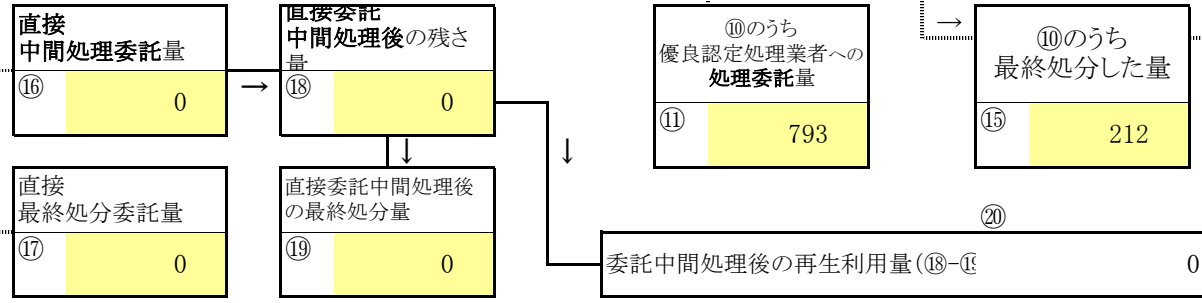 直接
中間処理委託量
⑯
0
→
直接委託
中間処理後の残さ
量
⑱
0
↓
↓
⑩のうち
優良認定処理業者への
処理委託量
⑪
793
→
⑩のうち
最終処分した量
⑮
212
直接
最終処分委託量
⑰
0
直接委託中間処理後
の最終処分量
⑲
0
⑳
委託中間処理後の再生利用量(⑱-⑲
0